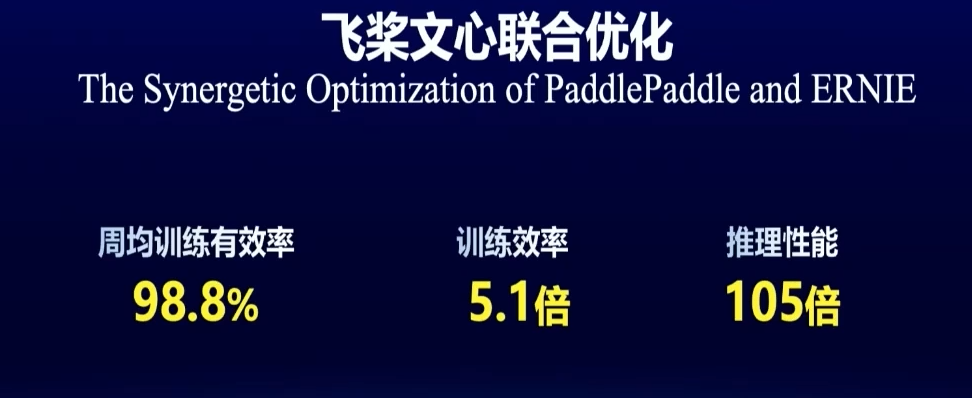 飞桨文心联合优化
The Synergetic Optimization of PaddlePaddle and ERNIE
周均训练有效率 训练效率 推理性能
98.8% 5.1倍 105倍